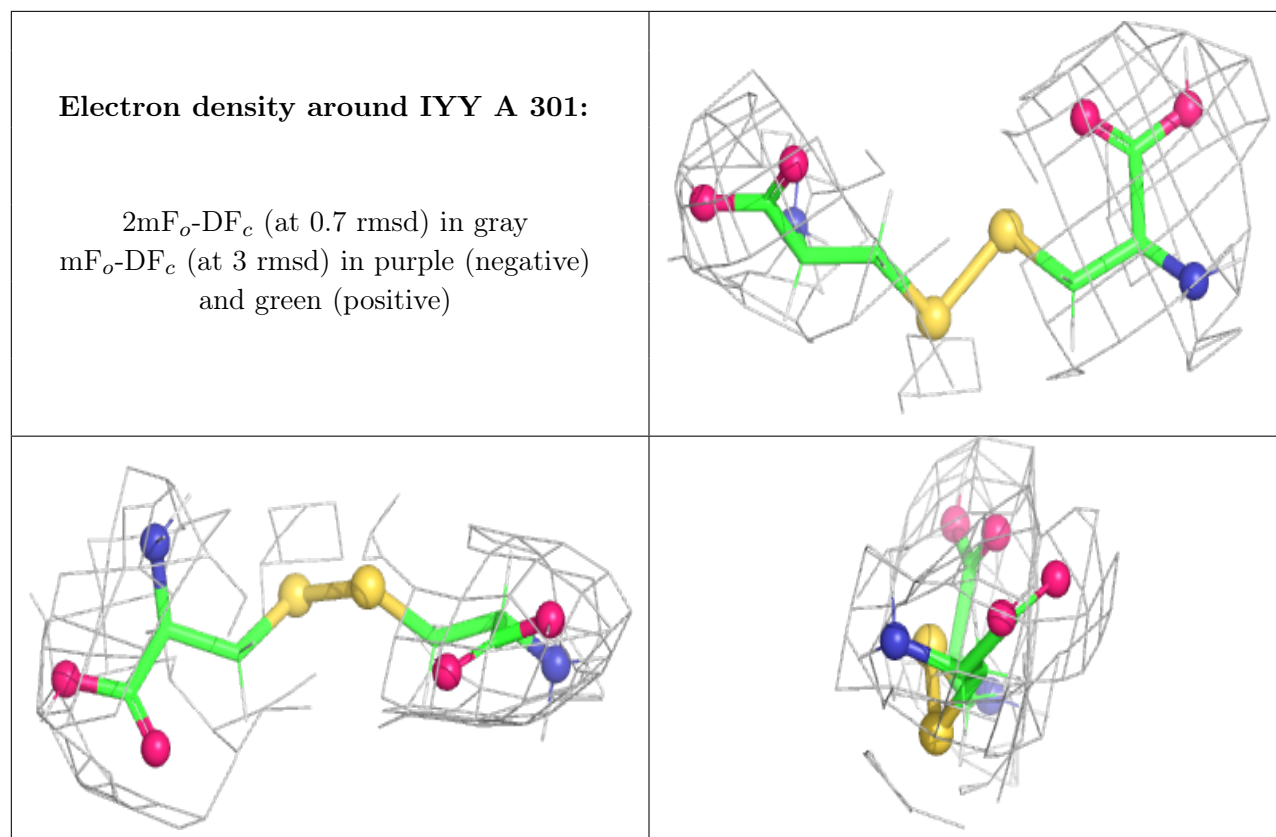 Electron density around IYY A 301:
2mFo-DFc (at 0.7 rmsd) in gray
mFo-DFc (at 3 rmsd) in purple (negative)
and green (positive)